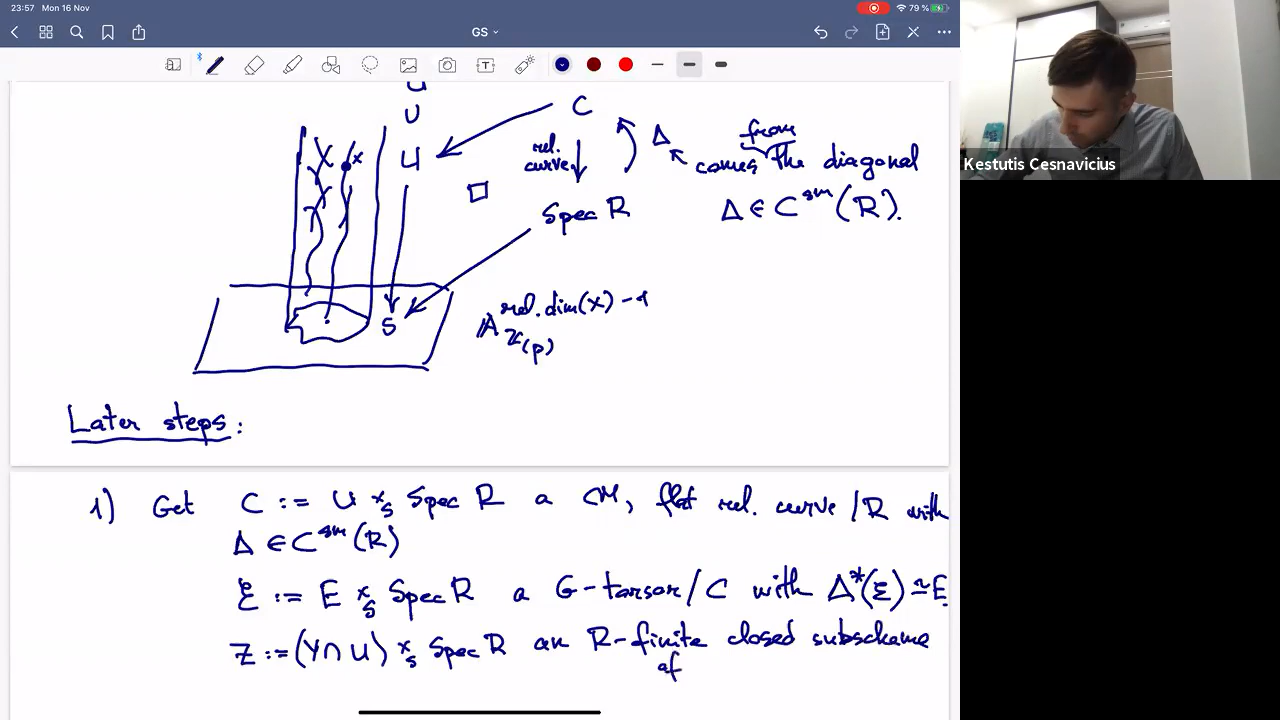 23:57 Mon 16 Nov
79 %
GS
U
C
rel. curve
Δ
from
comes the diagonal
Δ ∈ C^sm(R).
x
U
□
Spec R
S
A^{rel.dim(X)-1}_{Z_(p)}
Later steps:
1) Get C := U ×_S Spec R a CM, flat rel. curve /R with
Δ ∈ C^sm(R)
ℰ := E ×_S Spec R a G-torsor/C with Δ*(ℰ) ≃ E.
Z := (Y∩U) ×_S Spec R an R-finite closed subscheme
of
Kestutis Cesnavicius